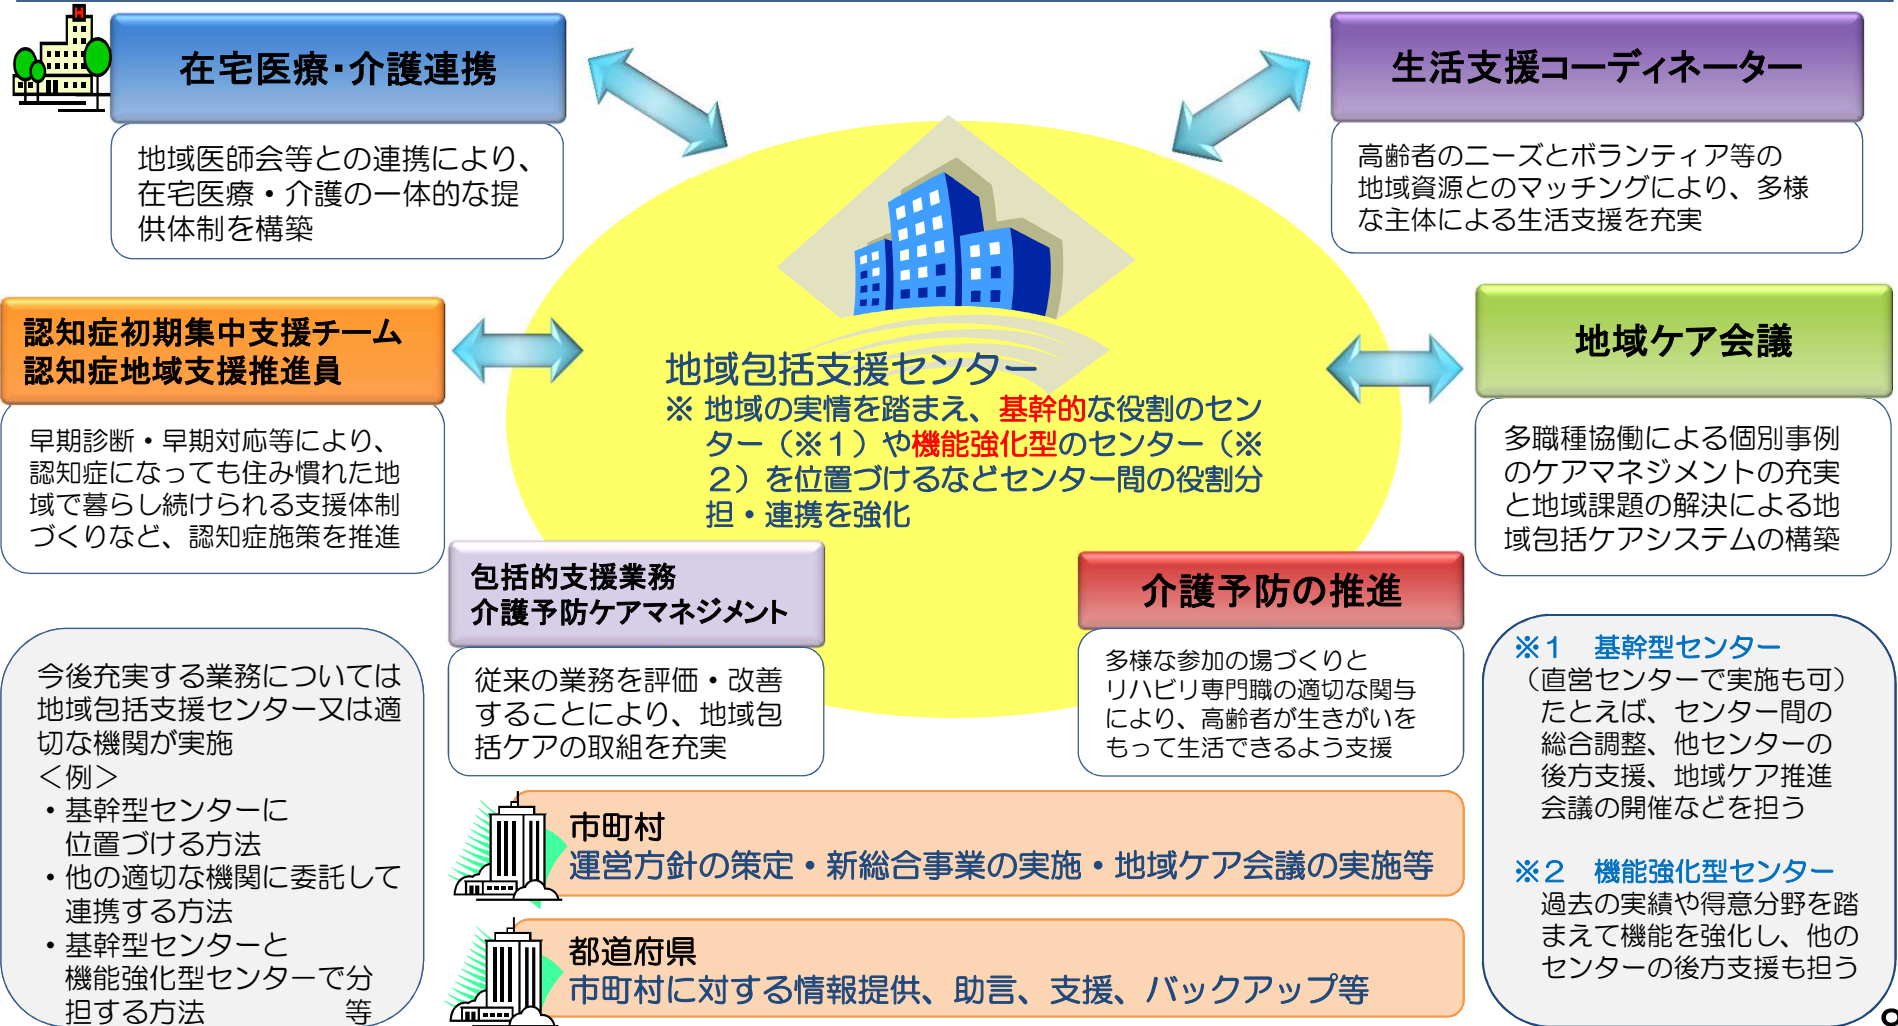 在宅医療・介護連携
地域医師会等との連携により、
在宅医療・介護の一体的な提
供体制を構築
生活支援コーディネーター
高齢者のニーズとボランティア等の
地域資源とのマッチングにより、多様
な主体による生活支援を充実
認知症初期集中支援チーム
認知症地域支援推進員
早期診断・早期対応等により、
認知症になっても住み慣れた地
域で暮らし続けられる支援体制
づくりなど、認知症施策を推進
地域包括支援センター
※ 地域の実情を踏まえ、基幹的な役割のセン
ター（※１）や機能強化型のセンター（※
２）を位置づけるなどセンター間の役割分
担・連携を強化
地域ケア会議
多職種協働による個別事例
のケアマネジメントの充実
と地域課題の解決による地
域包括ケアシステムの構築
包括的支援業務
介護予防ケアマネジメント
従来の業務を評価・改善
することにより、地域包
括ケアの取組を充実
介護予防の推進
多様な参加の場づくりと
リハビリ専門職の適切な関与
により、高齢者が生きがいを
もって生活できるよう支援
今後充実する業務については
地域包括支援センター又は適
切な機関が実施
＜例＞
・基幹型センターに
位置づける方法
・他の適切な機関に委託して
連携する方法
・基幹型センターと
機能強化型センターで分
担する方法　　　　　等
※１　基幹型センター
（直営センターで実施も可）
たとえば、センター間の
総合調整、他センターの
後方支援、地域ケア推進
会議の開催などを担う
※２　機能強化型センター
過去の実績や得意分野を踏
まえて機能を強化し、他の
センターの後方支援も担う
市町村
運営方針の策定・新総合事業の実施・地域ケア会議の実施等
都道府県
市町村に対する情報提供、助言、支援、バックアップ等
H